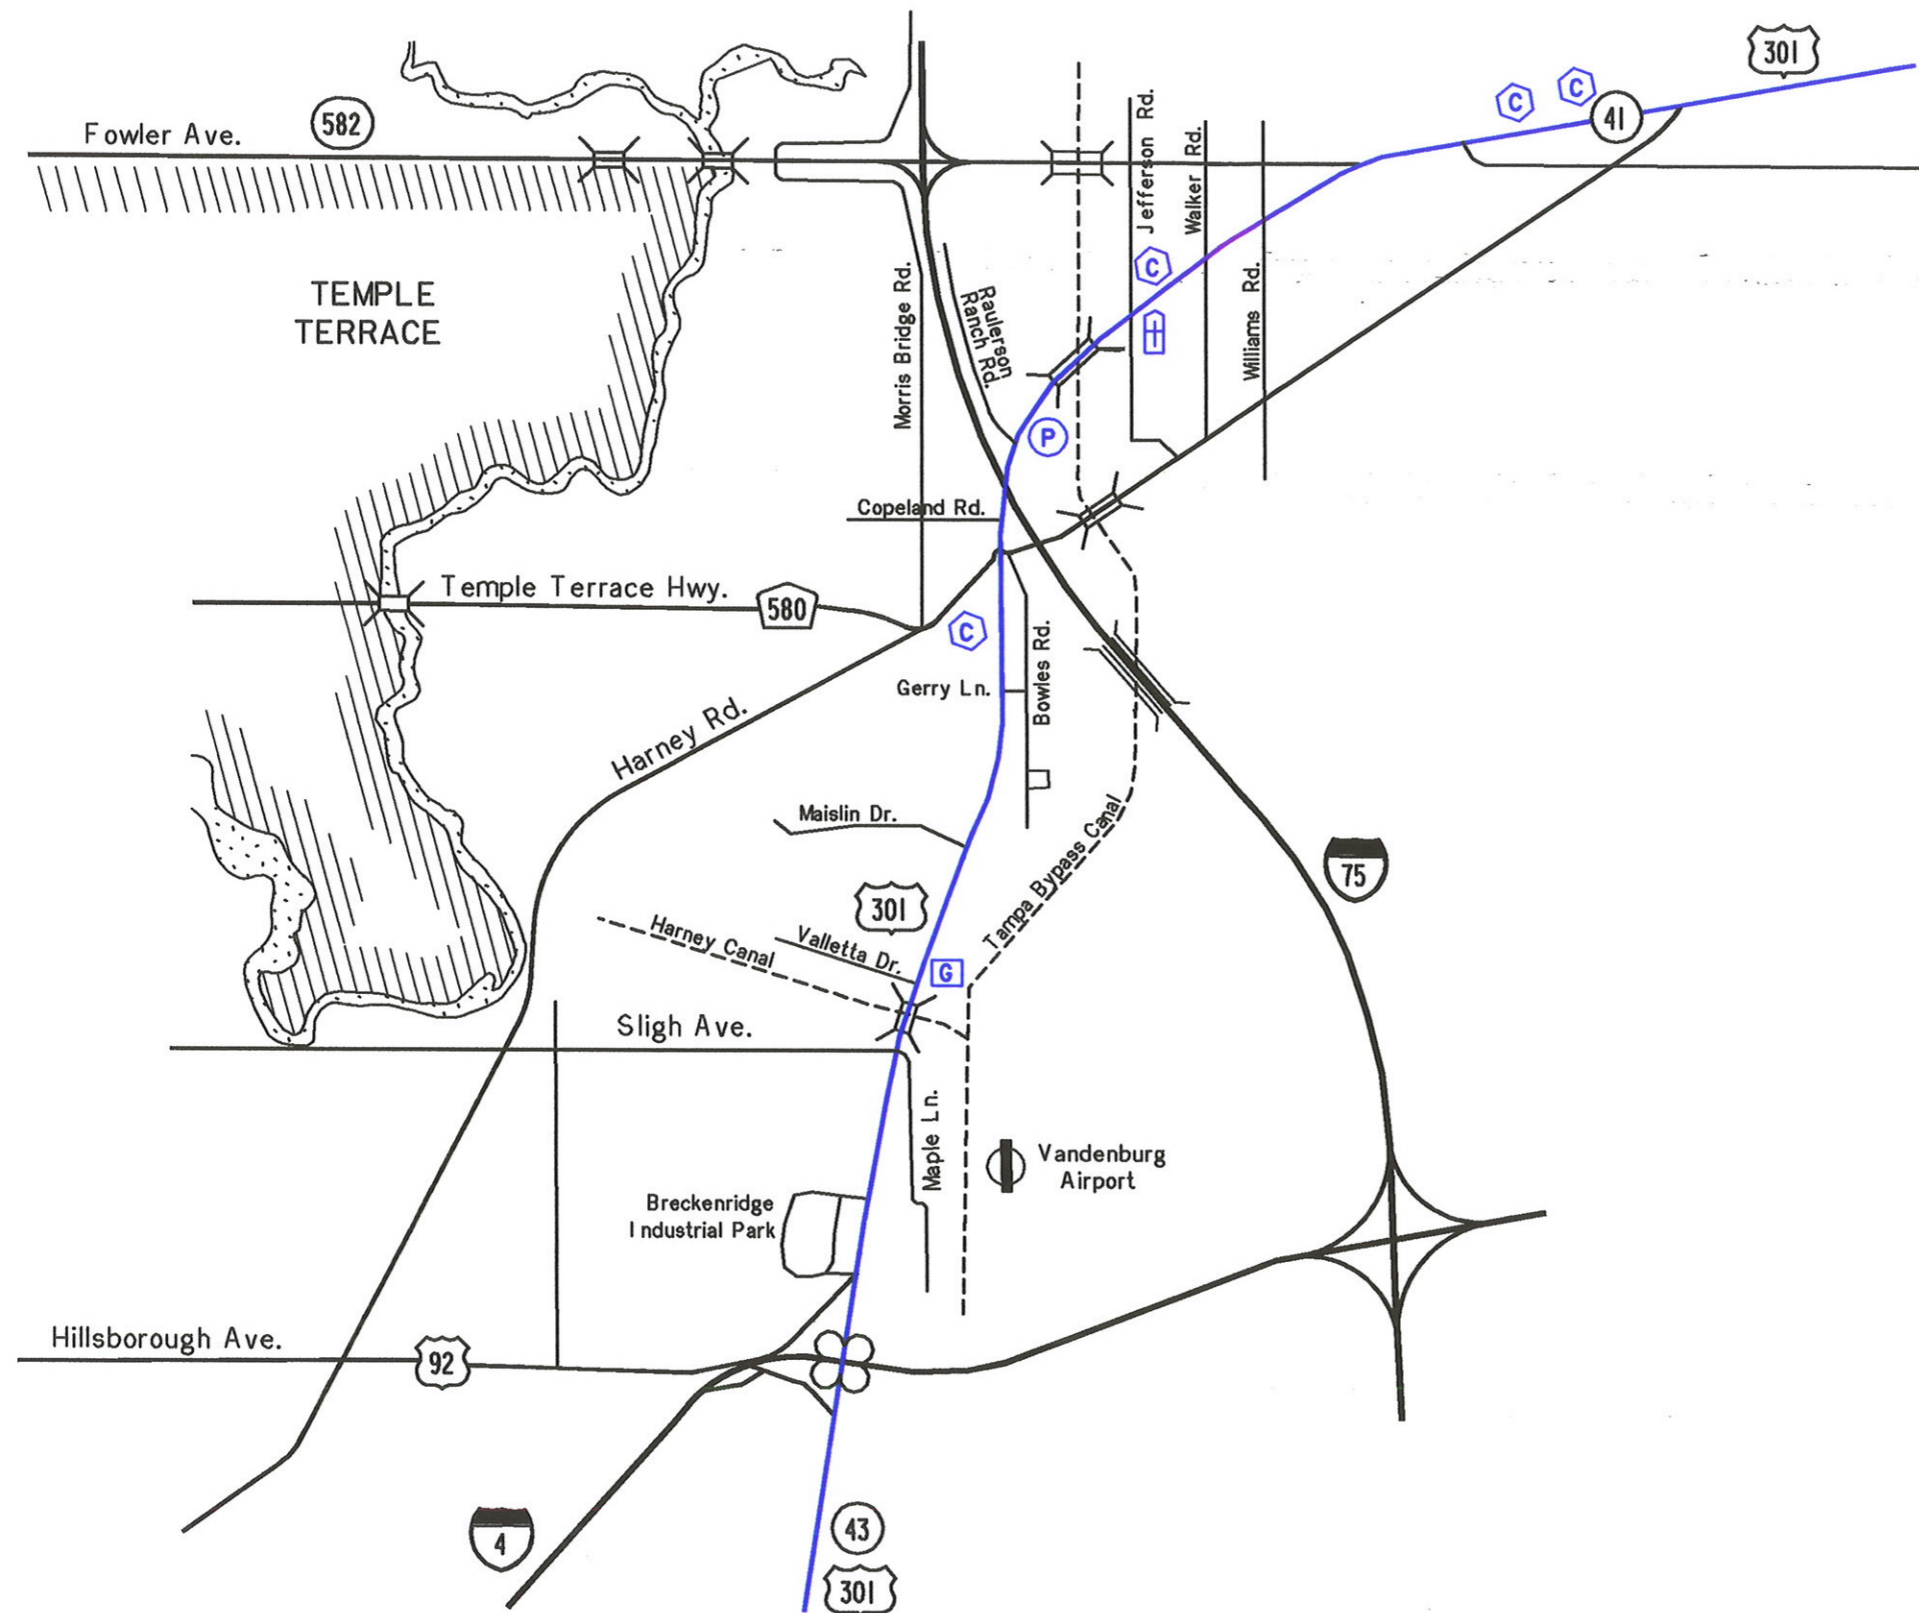 301
C
C
41
582
Fowler Ave.
Jefferson Rd.
Walker Rd.
Williams Rd.
C
TEMPLE
TERRACE
Morris Bridge Rd.
Raulerson
Ranch Rd.
P
Copeland Rd.
Temple Terrace Hwy.
580
C
Gerry Ln.
Bowles Rd.
Harney Rd.
Maislin Dr.
Tampa Bypass Canal
75
301
Harney Canal
Valletta Dr.
G
Sligh Ave.
Maple Ln.
Vandenburg
Airport
Breckenridge
Industrial Park
Hillsborough Ave.
92
4
43
301